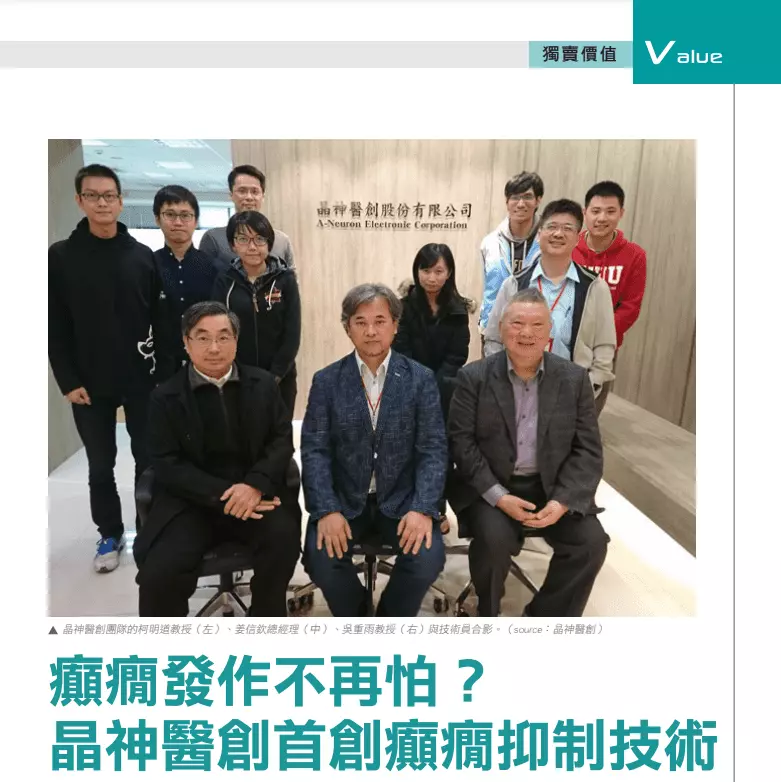 獨賣價值
Value
晶神醫創股份有限公司
A-Neuron Electronic Corporation
▲ 晶神醫創團隊的柯明道教授（左）、姜信欽總經理（中）、吳重雨教授（右）與技術員合影。（source：晶神醫創）
癲癇發作不再怕？
晶神醫創首創癲癇抑制技術